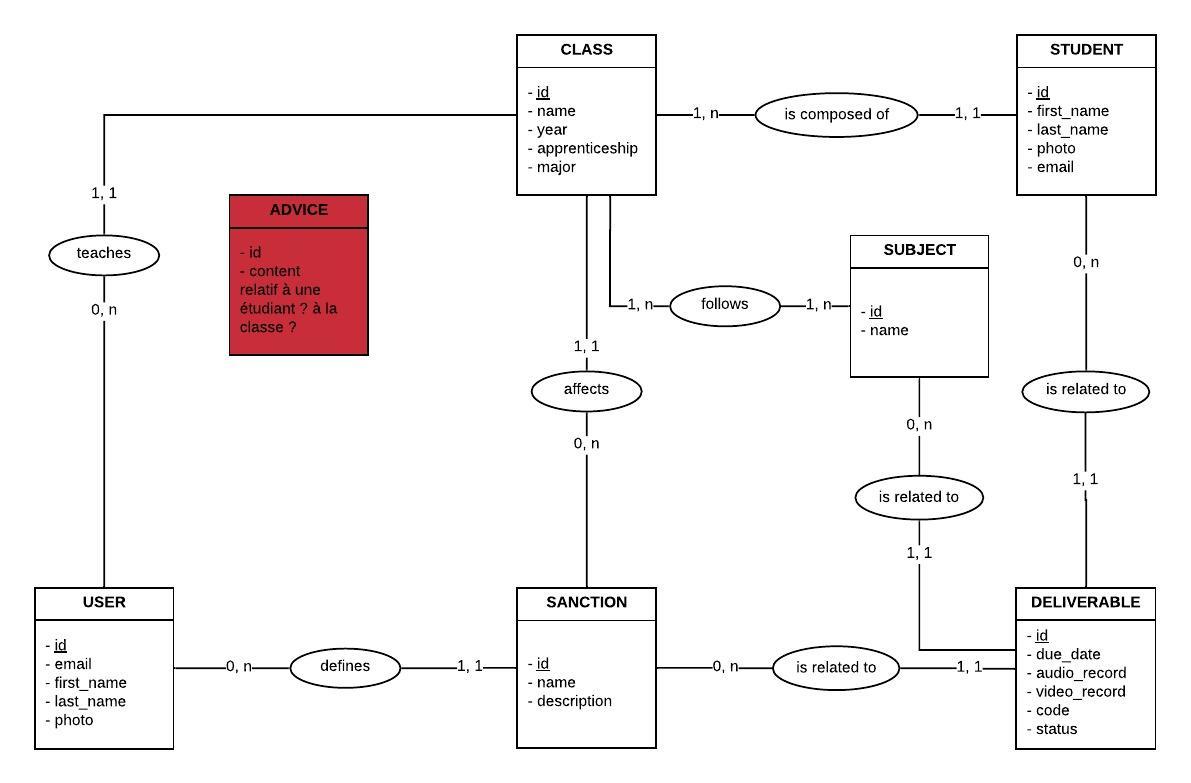 CLASS
- id
- name
- year
- apprenticeship
- major
1, n
is composed of
1, 1
STUDENT
- id
- first_name
- last_name
- photo
- email
1, 1
teaches
0, n
ADVICE
- id
- content
relatif à une
étudiant ? à la
classe ?
1, n
follows
1, n
SUBJECT
- id
- name
0, n
is related to
1, 1
1, 1
affects
0, n
0, n
is related to
1, 1
USER
- id
- email
- first_name
- last_name
- photo
0, n
defines
1, 1
SANCTION
- id
- name
- description
0, n
is related to
1, 1
DELIVERABLE
- id
- due_date
- audio_record
- video_record
- code
- status